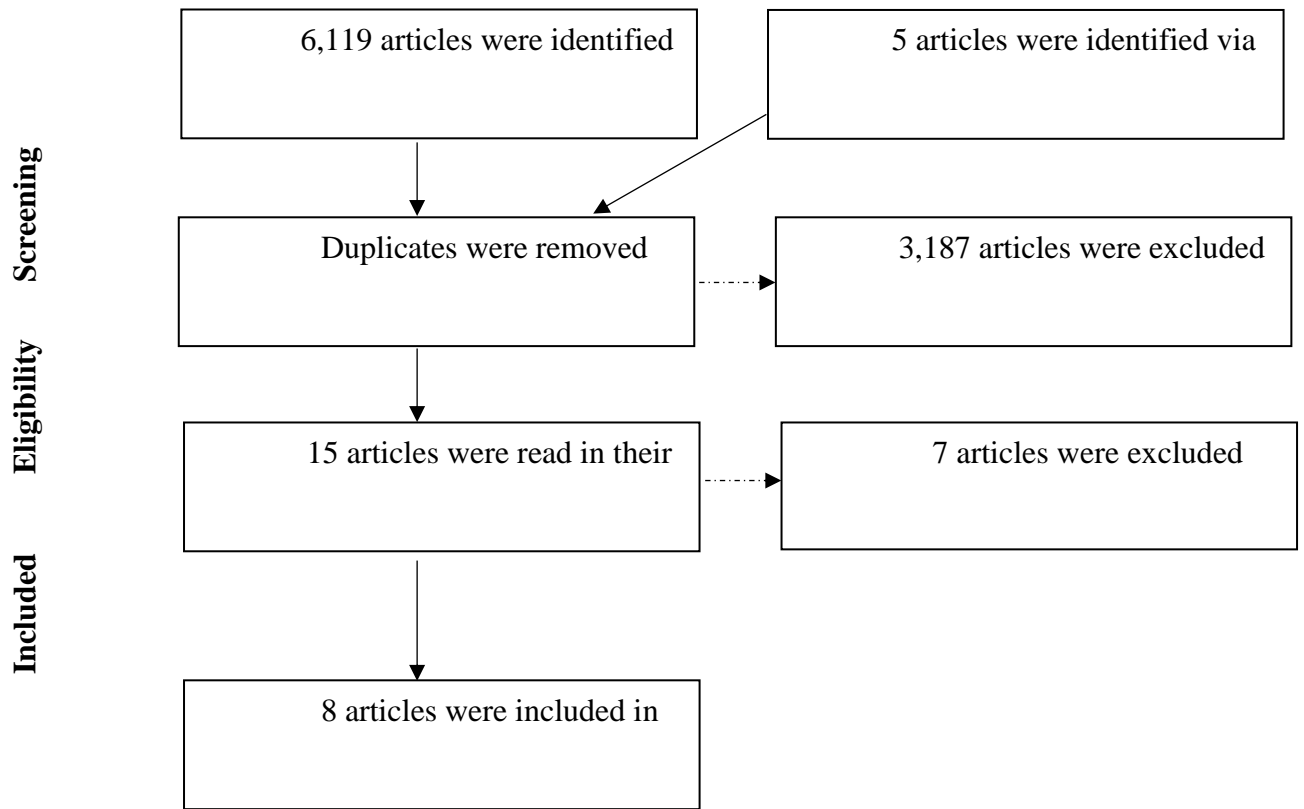 6,119 articles were identified
5 articles were identified via
Screening
Duplicates were removed
3,187 articles were excluded
Eligibility
15 articles were read in their
7 articles were excluded
Included
8 articles were included in